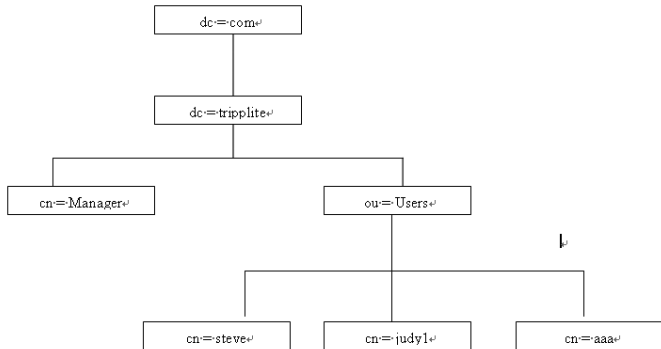 dc = com
dc = tripplite
cn = Manager
ou = Users
cn = steve
cn = judy1
cn = aaa